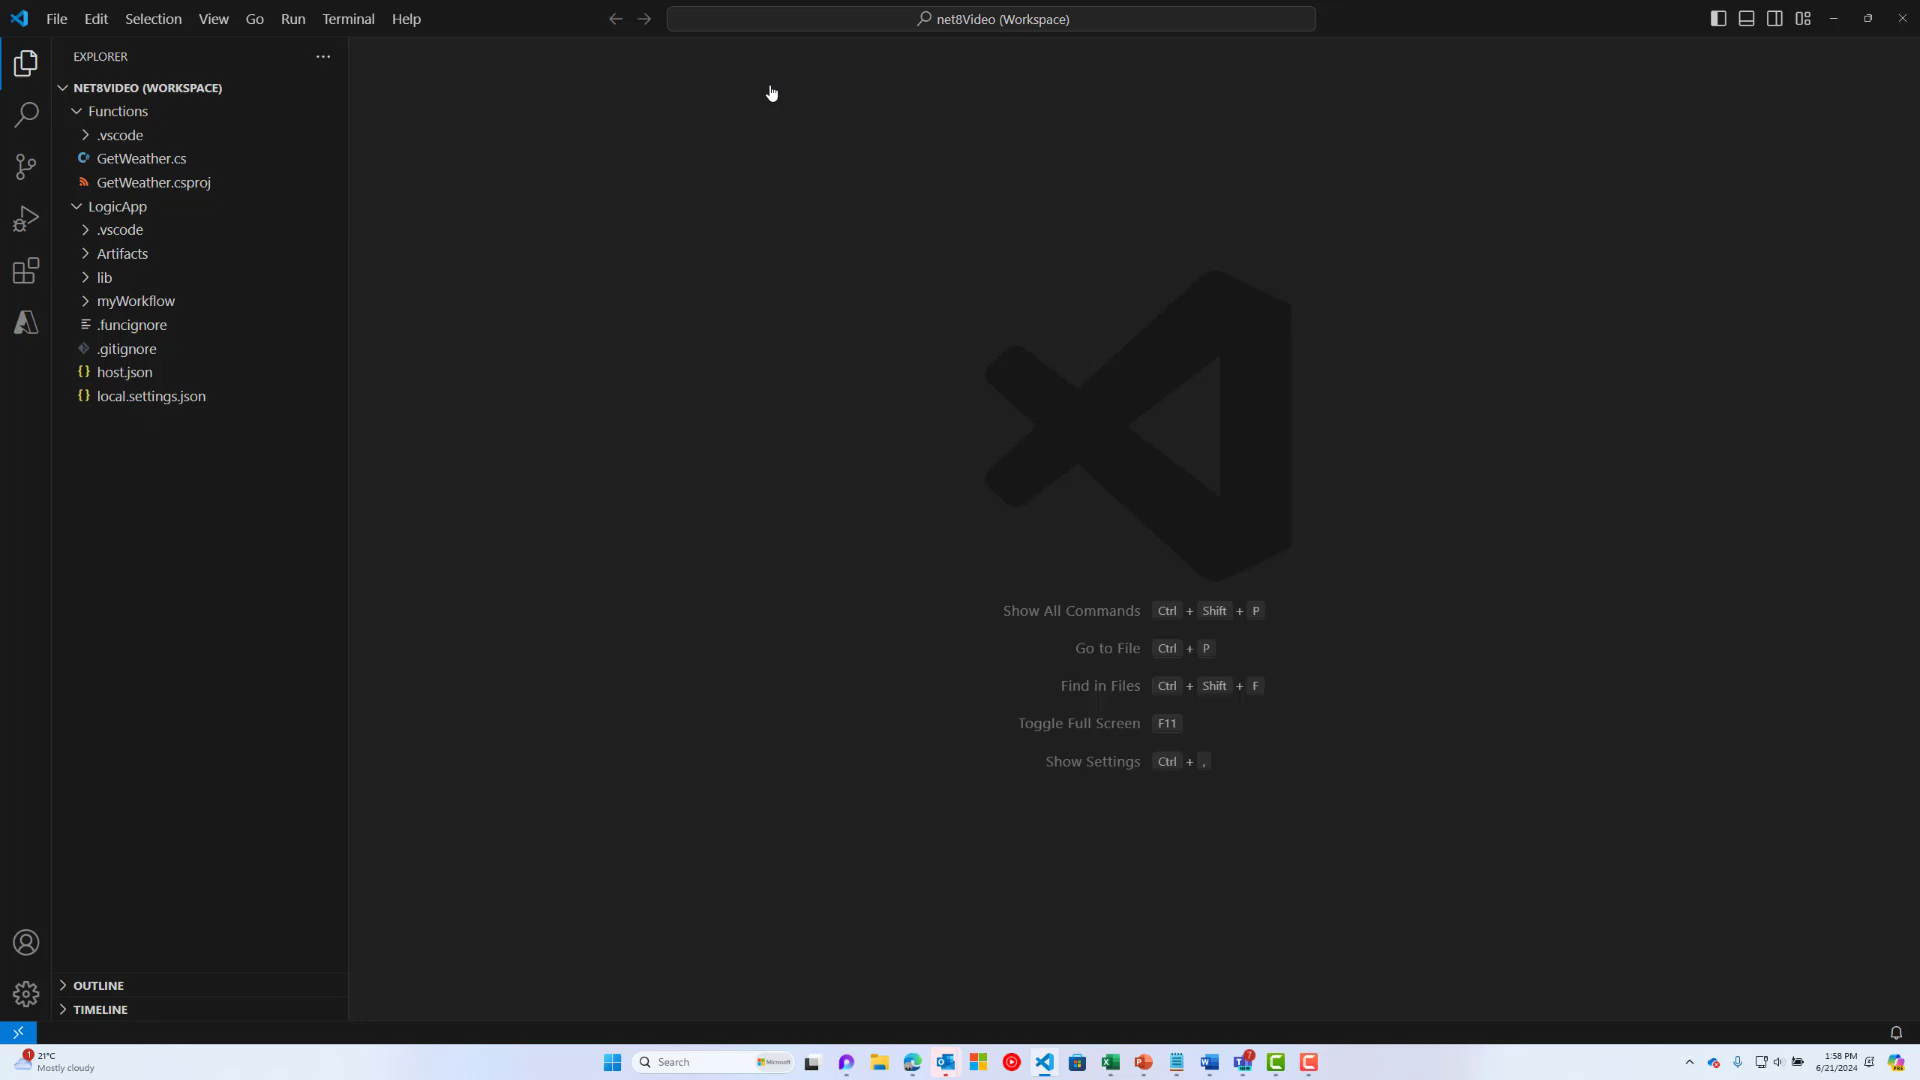 File Edit Selection View Go Run Terminal Help
net8Video (Workspace)
EXPLORER
NET8VIDEO (WORKSPACE)
Functions
.vscode
GetWeather.cs
GetWeather.csproj
LogicApp
.vscode
Artifacts
lib
myWorkflow
.funcignore
.gitignore
host.json
local.settings.json
Show All Commands Ctrl + Shift + P
Go to File Ctrl + P
Find in Files Ctrl + Shift + F
Toggle Full Screen F11
Show Settings Ctrl + ,
OUTLINE
TIMELINE
1
21°C
Mostly cloudy
Search
Microsoft
7
1:58 PM
6/21/2024